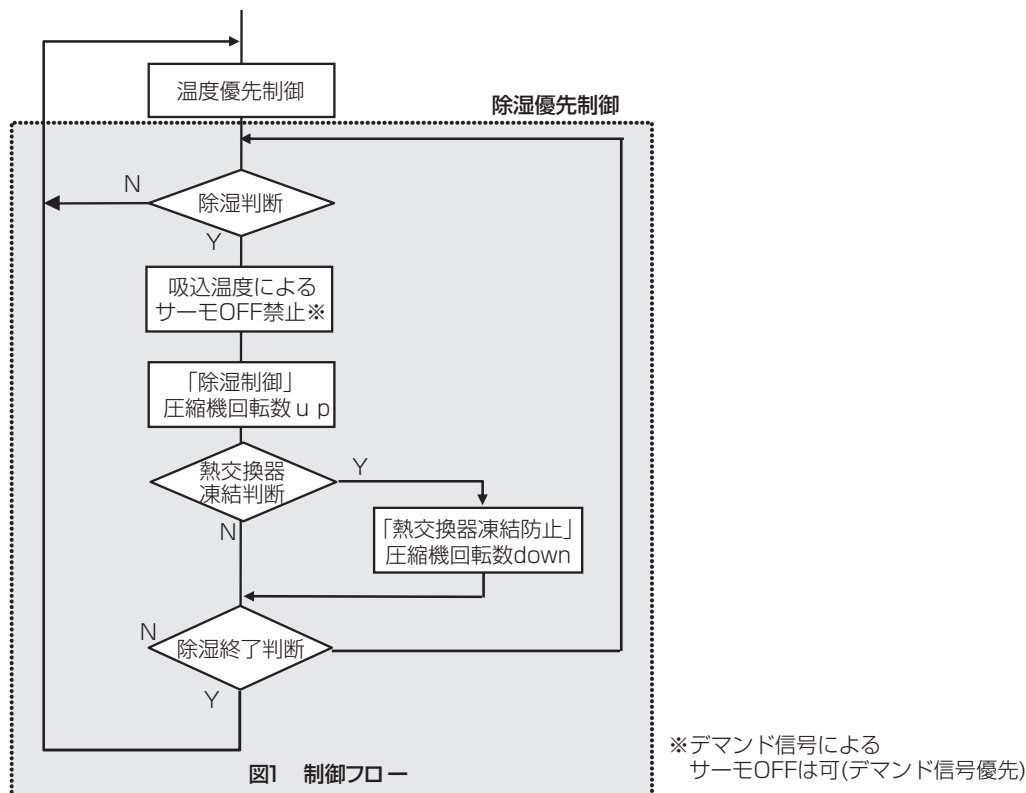 温度優先制御
除湿優先制御
N
除湿判断
Y
吸込温度による
サーモOFF禁止※
「除湿制御」
圧縮機回転数up
熱交換器
凍結判断
Y
N
「熱交換器凍結防止」
圧縮機回転数down
N
除湿終了判断
Y
図1 制御フロー
※デマンド信号による
サーモOFFは可(デマンド信号優先)